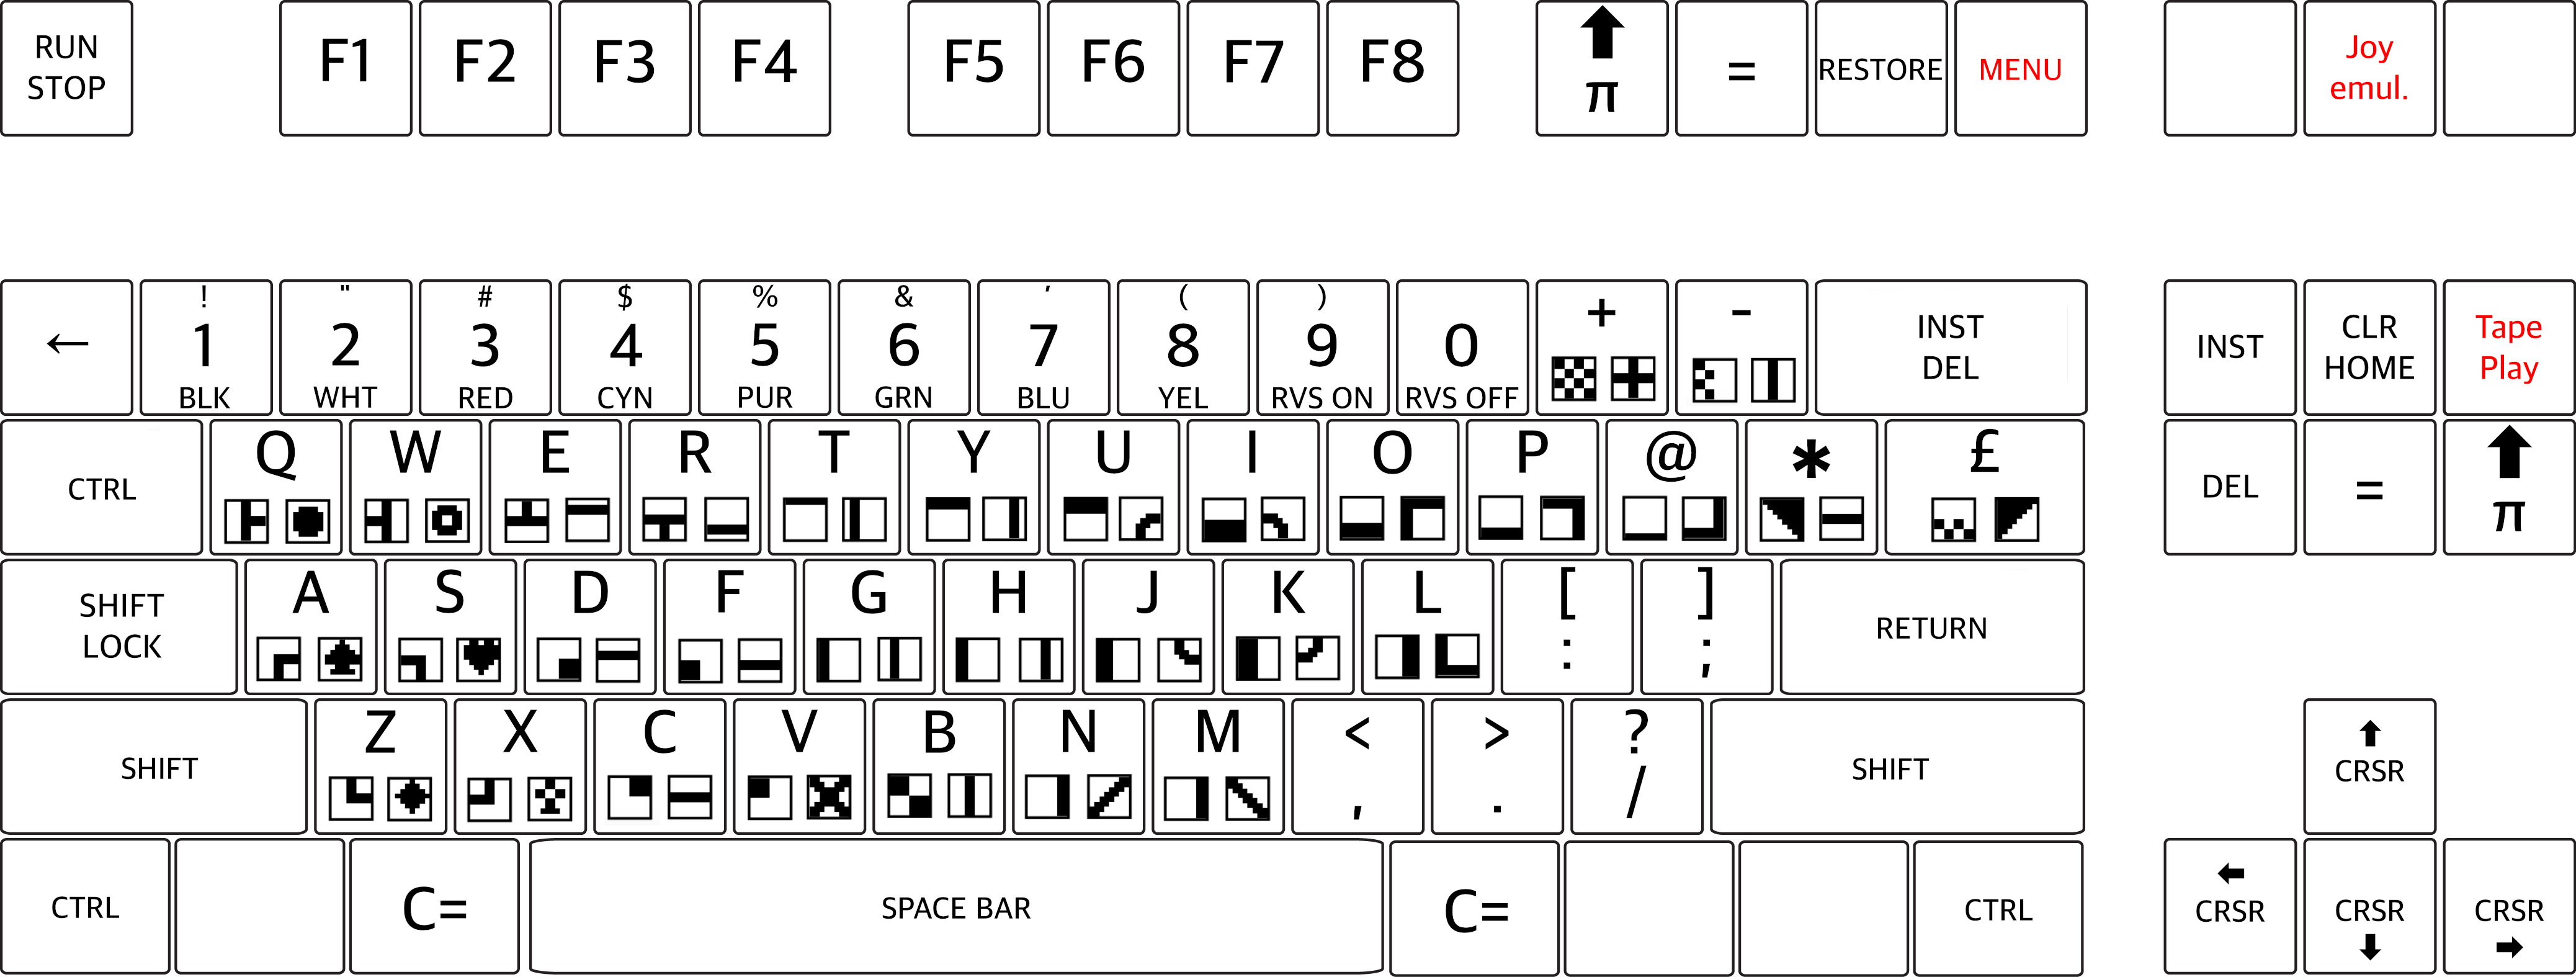 RUN
STOP
F1 F2 F3 F4 F5 F6 F7 F8
↑
π
=
RESTORE
MENU
Joy
emul.
←
! " # $ % & ' ( )
1 2 3 4 5 6 7 8 9 0 + -
BLK WHT RED CYN PUR GRN BLU YEL RVS ON RVS OFF
INST
DEL
INST
CLR
HOME
Tape
Play
CTRL
Q W E R T Y U I O P @ * £
DEL
=
↑
π
SHIFT
LOCK
A S D F G H J K L
[
:
]
;
RETURN
SHIFT
Z X C V B N M
<
,
>
.
?
/
SHIFT
↑
CRSR
CTRL
C=
SPACE BAR
C=
CTRL
←
CRSR
CRSR
↓
CRSR
→